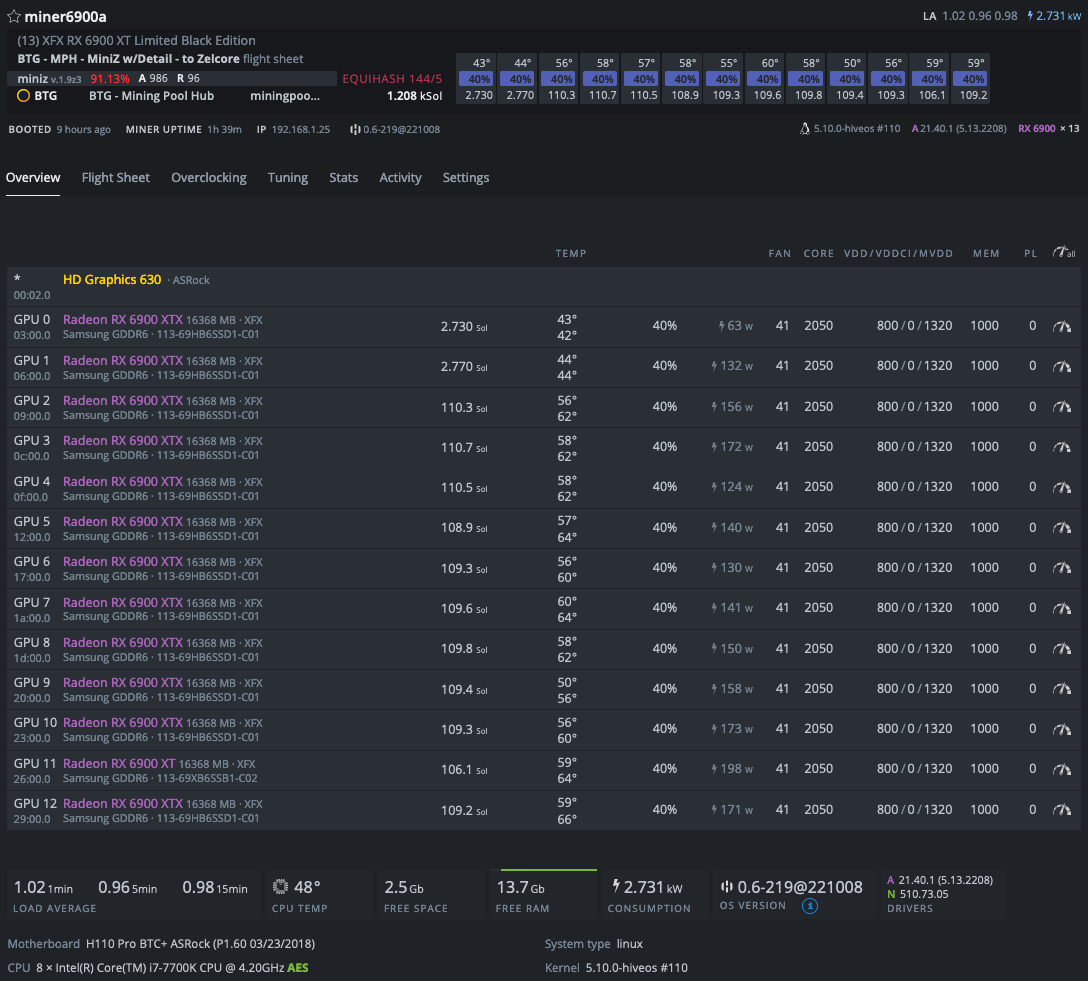 miner6900a LA 1.02 0.96 0.98 2.731 kW
(13) XFX RX 6900 XT Limited Black Edition
BTG - MPH - MiniZ w/Detail - to Zelcore flight sheet
miniz v.1.9z3 91.13% A 986 R 96 EQUIHASH 144/5
BTG BTG - Mining Pool Hub miningpoo... 1.208 kSol
43° 44° 56° 58° 57° 58° 55° 60° 58° 50° 56° 59° 59°
40% 40% 40% 40% 40% 40% 40% 40% 40% 40% 40% 40% 40%
2.730 2.770 110.3 110.7 110.5 108.9 109.3 109.6 109.8 109.4 109.3 106.1 109.2
BOOTED 9 hours ago MINER UPTIME 1h 39m IP 192.168.1.25 0.6-219@221008 5.10.0-hiveos #110 A 21.40.1 (5.13.2208) RX 6900 × 13
Overview Flight Sheet Overclocking Tuning Stats Activity Settings
TEMP FAN CORE VDD/VDDCI/MVDD MEM PL all
* HD Graphics 630 · ASRock
00:02.0
GPU 0 Radeon RX 6900 XTX 16368 MB · XFX 2.730 Sol 43° 40% 63 w 41 2050 800 / 0 / 1320 1000 0
03:00.0 Samsung GDDR6 · 113-69HB6SSD1-C01 42°
GPU 1 Radeon RX 6900 XTX 16368 MB · XFX 2.770 Sol 44° 40% 132 w 41 2050 800 / 0 / 1320 1000 0
06:00.0 Samsung GDDR6 · 113-69HB6SSD1-C01 44°
GPU 2 Radeon RX 6900 XTX 16368 MB · XFX 110.3 Sol 56° 40% 156 w 41 2050 800 / 0 / 1320 1000 0
09:00.0 Samsung GDDR6 · 113-69HB6SSD1-C01 62°
GPU 3 Radeon RX 6900 XTX 16368 MB · XFX 110.7 Sol 58° 40% 172 w 41 2050 800 / 0 / 1320 1000 0
0c:00.0 Samsung GDDR6 · 113-69HB6SSD1-C01 62°
GPU 4 Radeon RX 6900 XTX 16368 MB · XFX 110.5 Sol 58° 40% 124 w 41 2050 800 / 0 / 1320 1000 0
0f:00.0 Samsung GDDR6 · 113-69HB6SSD1-C01 62°
GPU 5 Radeon RX 6900 XTX 16368 MB · XFX 108.9 Sol 57° 40% 140 w 41 2050 800 / 0 / 1320 1000 0
12:00.0 Samsung GDDR6 · 113-69HB6SSD1-C01 64°
GPU 6 Radeon RX 6900 XTX 16368 MB · XFX 109.3 Sol 56° 40% 130 w 41 2050 800 / 0 / 1320 1000 0
17:00.0 Samsung GDDR6 · 113-69HB6SSD1-C01 60°
GPU 7 Radeon RX 6900 XTX 16368 MB · XFX 109.6 Sol 60° 40% 141 w 41 2050 800 / 0 / 1320 1000 0
1a:00.0 Samsung GDDR6 · 113-69HB6SSD1-C01 64°
GPU 8 Radeon RX 6900 XTX 16368 MB · XFX 109.8 Sol 58° 40% 150 w 41 2050 800 / 0 / 1320 1000 0
1d:00.0 Samsung GDDR6 · 113-69HB6SSD1-C01 62°
GPU 9 Radeon RX 6900 XTX 16368 MB · XFX 109.4 Sol 50° 40% 158 w 41 2050 800 / 0 / 1320 1000 0
20:00.0 Samsung GDDR6 · 113-69HB6SSD1-C01 56°
GPU 10 Radeon RX 6900 XTX 16368 MB · XFX 109.3 Sol 56° 40% 173 w 41 2050 800 / 0 / 1320 1000 0
23:00.0 Samsung GDDR6 · 113-69HB6SSD1-C01 60°
GPU 11 Radeon RX 6900 XT 16368 MB · XFX 106.1 Sol 59° 40% 198 w 41 2050 800 / 0 / 1320 1000 0
26:00.0 Samsung GDDR6 · 113-69XB6SSB1-C02 64°
GPU 12 Radeon RX 6900 XTX 16368 MB · XFX 109.2 Sol 59° 40% 171 w 41 2050 800 / 0 / 1320 1000 0
29:00.0 Samsung GDDR6 · 113-69HB6SSD1-C01 66°
1.02 1min 0.96 5min 0.98 15min 48° 2.5 Gb 13.7 Gb 2.731 kW 0.6-219@221008 A 21.40.1 (5.13.2208)
N 510.73.05
LOAD AVERAGE CPU TEMP FREE SPACE FREE RAM CONSUMPTION OS VERSION i DRIVERS
Motherboard H110 Pro BTC+ ASRock (P1.60 03/23/2018) System type linux
CPU 8 × Intel(R) Core(TM) i7-7700K CPU @ 4.20GHz AES Kernel 5.10.0-hiveos #110